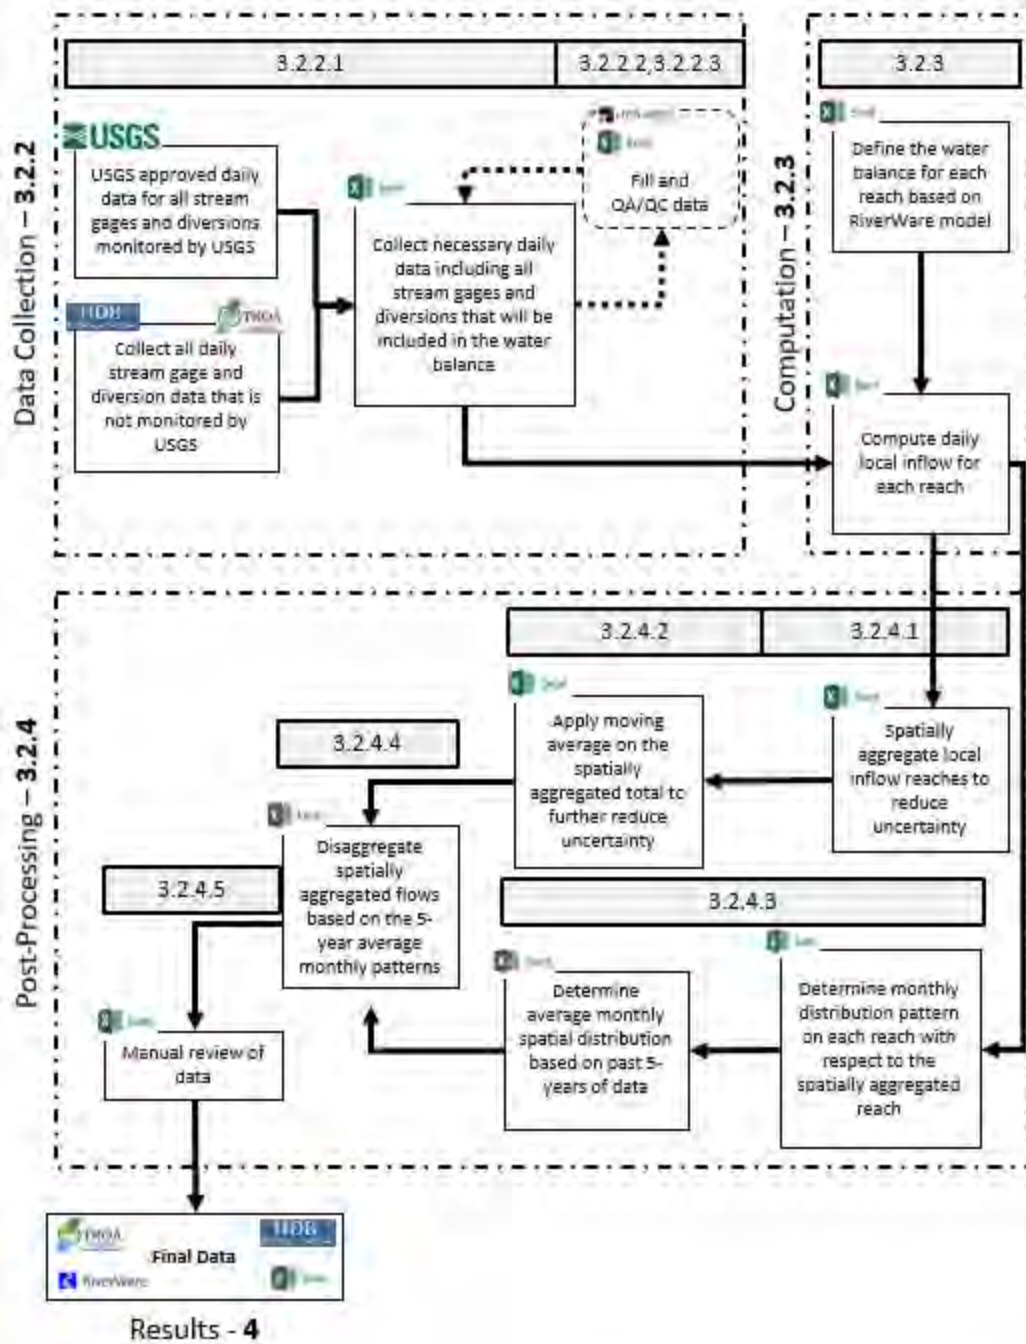 3.2.2.1
3.2.2.2,3.2.2.3
3.2.3
Data Collection – 3.2.2
USGS
USGS approved daily
data for all stream
gages and diversions
monitored by USGS
HDB
TROA
Collect all daily
stream gage and
diversion data that is
not monitored by
USGS
Collect necessary daily
data including all
stream gages and
diversions that will be
included in the water
balance
Fill and
QA/QC data
Computation – 3.2.3
Define the water
balance for each
reach based on
RiverWare model
Compute daily
local inflow for
each reach
Post-Processing – 3.2.4
3.2.4.2
3.2.4.1
Spatially
aggregate local
inflow reaches to
reduce
uncertainty
Apply moving
average on the
spatially
aggregated total to
further reduce
uncertainty
3.2.4.4
Disaggregate
spatially
aggregated flows
based on the 5-
year average
monthly patterns
3.2.4.3
Determine monthly
distribution pattern
on each reach with
respect to the
spatially aggregated
reach
Determine
average monthly
spatial distribution
based on past 5-
years of data
3.2.4.5
Manual review of
data
TROA
HDB
Final Data
RiverWare
Results - 4